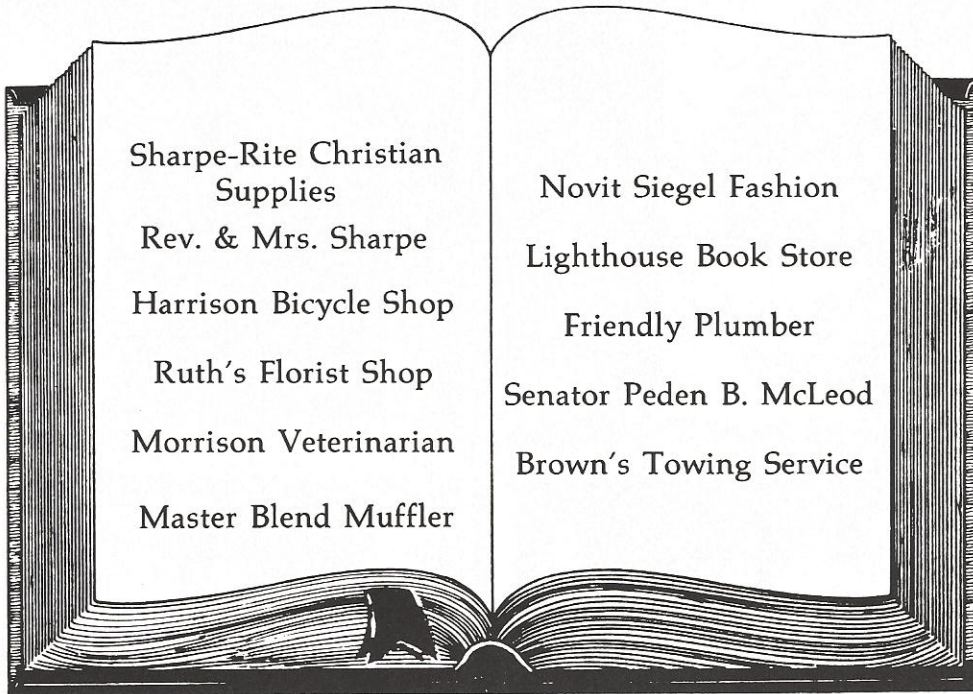 Sharpe-Rite Christian
Supplies
Rev. & Mrs. Sharpe
Harrison Bicycle Shop
Ruth's Florist Shop
Morrison Veterinarian
Master Blend Muffler
Novit Siegel Fashion
Lighthouse Book Store
Friendly Plumber
Senator Peden B. McLeod
Brown's Towing Service